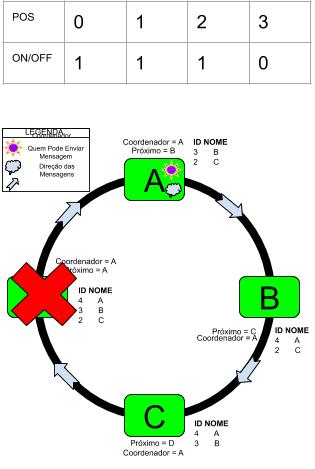 POS 0 1 2 3
ON/OFF 1 1 1 0
LEGENDA
Coordenador
Quem Pode Enviar
Mensagem
Direção das
Mensagens
Coordenador = A
Próximo = B
ID NOME
3 B
2 C
A
Coordenador = A
Próximo = A
ID NOME
4 A
3 B
2 C
B
Próximo = C
Coordenador = A
ID NOME
4 A
2 C
C
Próximo = D
Coordenador = A
ID NOME
4 A
3 B